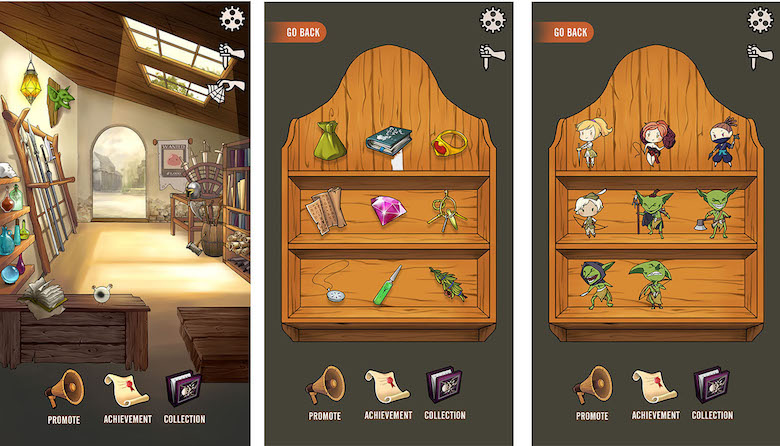 WANTED
PROMOTE
ACHIEVEMENT
COLLECTION
GO BACK
PROMOTE
ACHIEVEMENT
COLLECTION
GO BACK
PROMOTE
ACHIEVEMENT
COLLECTION